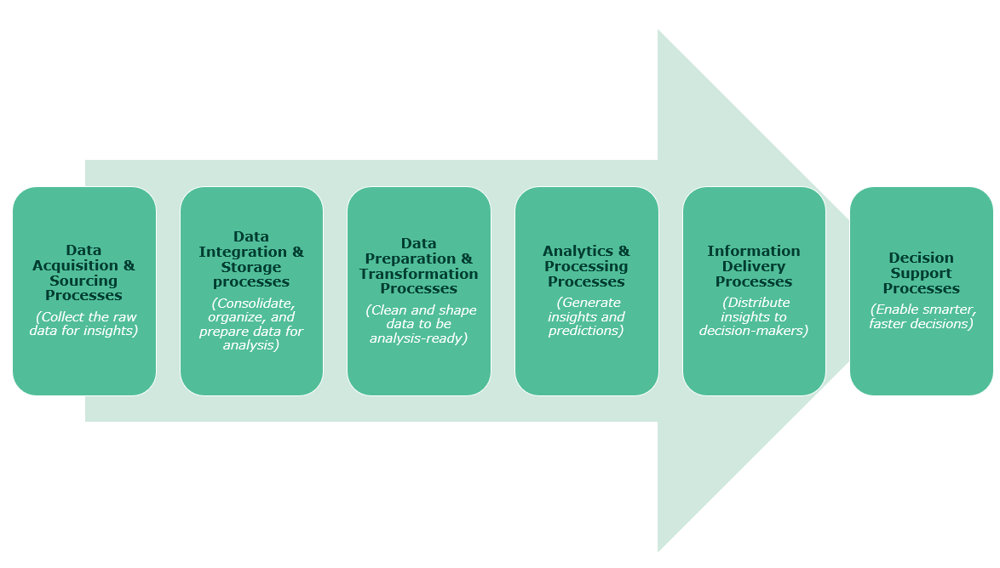 Data
Acquisition &
Sourcing
Processes
(Collect the raw
data for insights)
Data
Integration &
Storage
processes
(Consolidate,
organize, and
prepare data for
analysis)
Data
Preparation &
Transformation
Processes
(Clean and shape
data to be
analysis-ready)
Analytics &
Processing
Processes
(Generate
insights and
predictions)
Information
Delivery
Processes
(Distribute
insights to
decision-makers)
Decision
Support
Processes
(Enable smarter,
faster decisions)